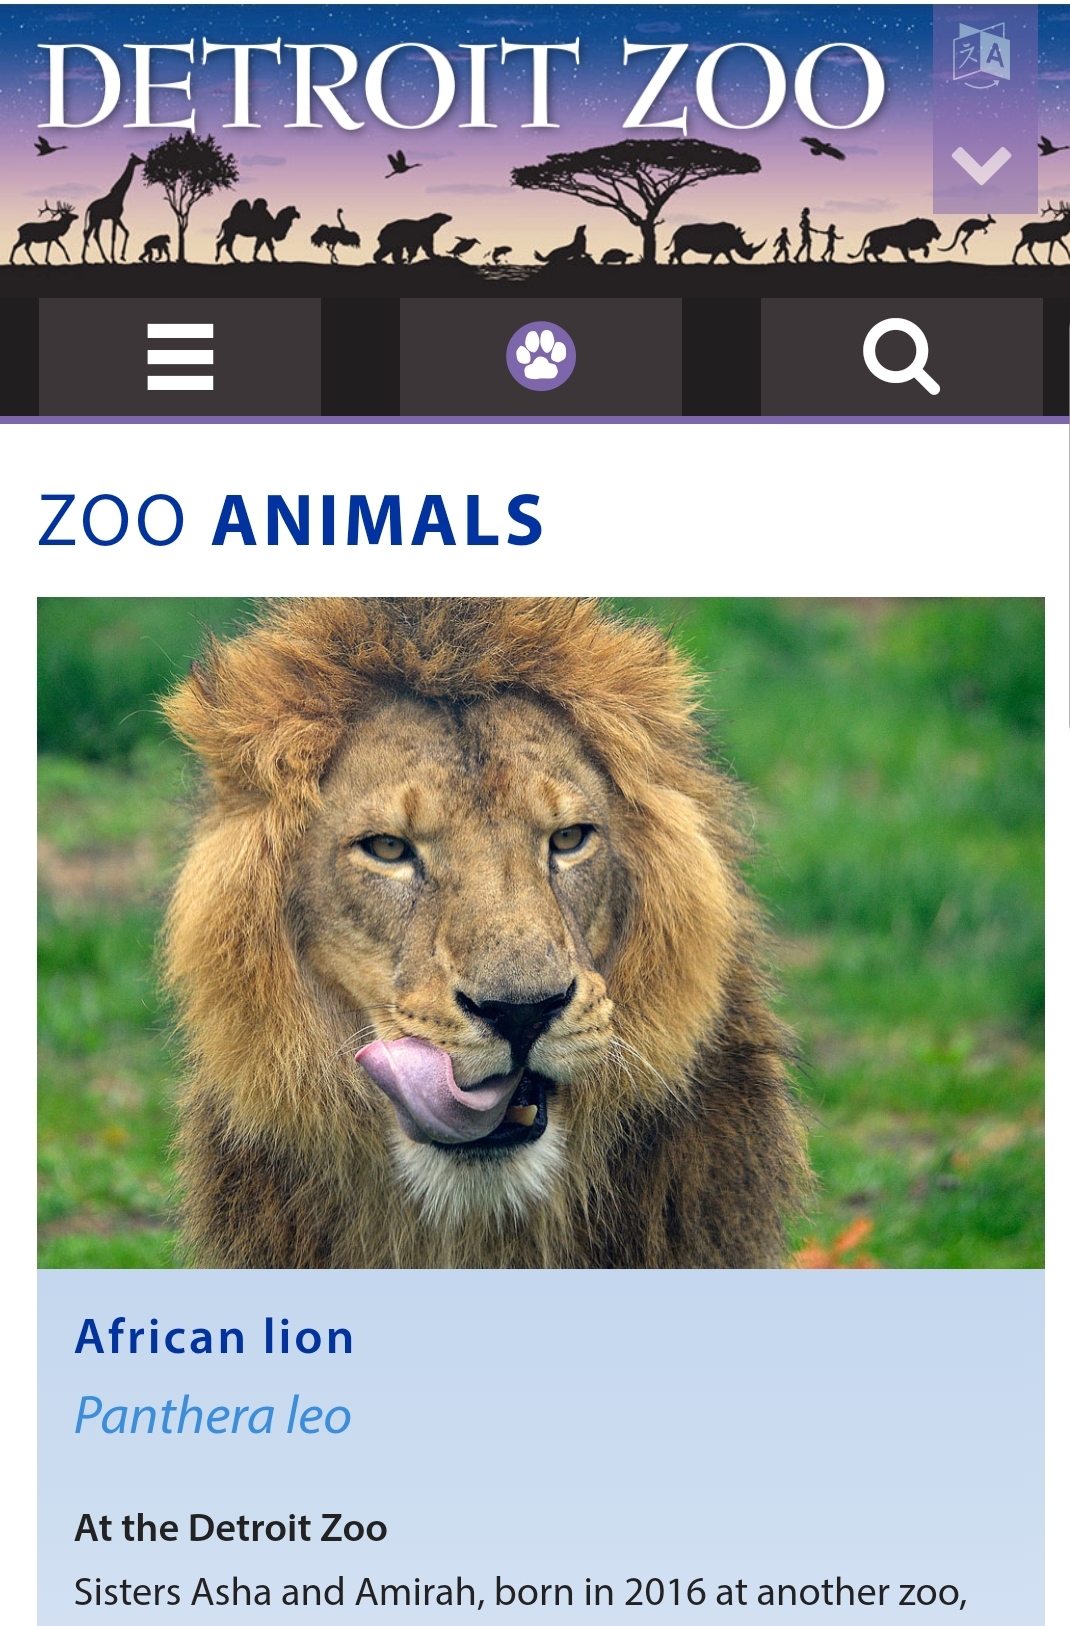 DETROIT ZOO
ZOO ANIMALS
African lion
Panthera leo
At the Detroit Zoo
Sisters Asha and Amirah, born in 2016 at another zoo,